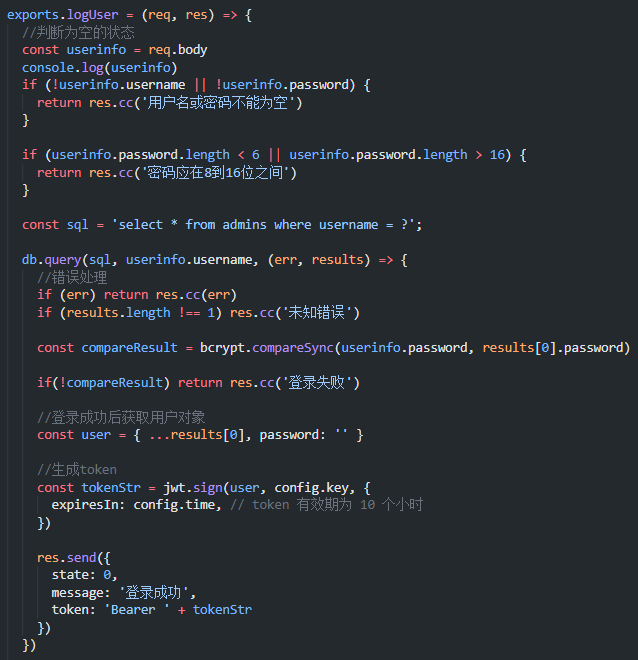 exports.logUser = (req, res) => {
//判断为空的状态
const userinfo = req.body
console.log(userinfo)
if (!userinfo.username || !userinfo.password) {
return res.cc('用户名或密码不能为空')
}
if (userinfo.password.length < 6 || userinfo.password.length > 16) {
return res.cc('密码应在8到16位之间')
}
const sql = 'select * from admins where username = ?';
db.query(sql, userinfo.username, (err, results) => {
//错误处理
if (err) return res.cc(err)
if (results.length !== 1) res.cc('未知错误')
const compareResult = bcrypt.compareSync(userinfo.password, results[0].password)
if(!compareResult) return res.cc('登录失败')
//登录成功后获取用户对象
const user = { ...results[0], password: '' }
//生成token
const tokenStr = jwt.sign(user, config.key, {
expiresIn: config.time, // token 有效期为 10 个小时
})
res.send({
state: 0,
message: '登录成功',
token: 'Bearer ' + tokenStr
})
})